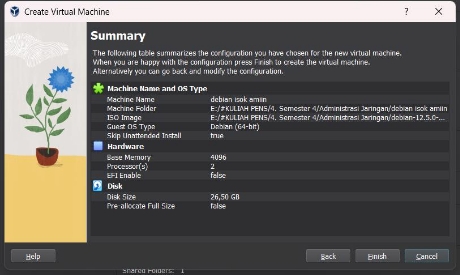 Create Virtual Machine
Summary
The following table summarizes the configuration you have chosen for the new virtual machine.
When you are happy with the configuration press Finish to create the virtual machine.
Alternatively you can go back and modify the configuration.
Machine Name and OS Type
Machine Name debian isok amiin
Machine Folder E:/#KULIAH PENS/4. Semester 4/Administrasi Jaringan/debian isok amiin
ISO Image E:/#KULIAH PENS/4. Semester 4/Administrasi Jaringan/debian-12.5.0-...
Guest OS Type Debian (64-bit)
Skip Unattended Install true
Hardware
Base Memory 4096
Processor(s) 2
EFI Enable false
Disk
Disk Size 26,50 GB
Pre-allocate Full Size false
Help Back Finish Cancel
Shared Folders: 1